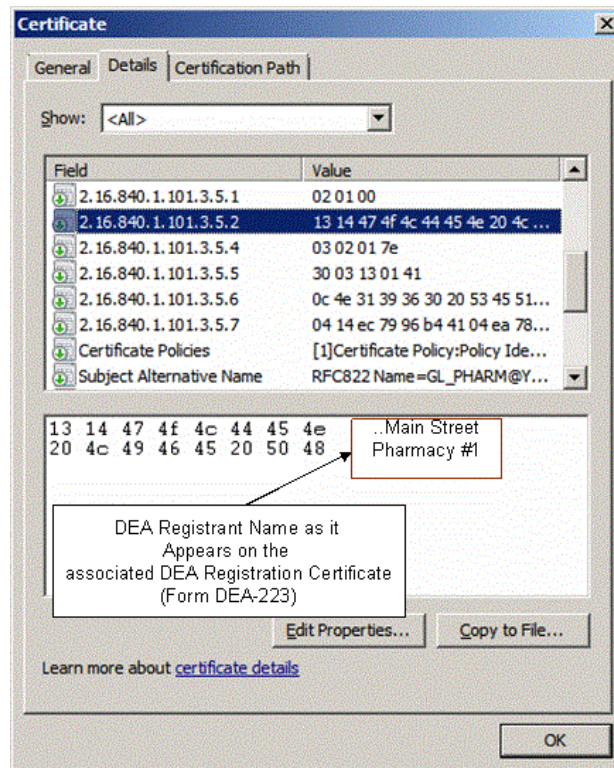 Certificate
General Details Certification Path
Show: <All>
Field Value
2.16.840.1.101.3.5.1 02 01 00
2.16.840.1.101.3.5.2 13 14 47 4f 4c 44 45 4e 20 4c ...
2.16.840.1.101.3.5.4 03 02 01 7e
2.16.840.1.101.3.5.5 30 03 13 01 41
2.16.840.1.101.3.5.6 0c 4e 31 39 36 30 20 53 45 51...
2.16.840.1.101.3.5.7 04 14 ec 79 96 b4 41 04 ea 78...
Certificate Policies [1]Certificate Policy:Policy Ide...
Subject Alternative Name RFC822 Name=GL_PHARM@Y...
13 14 47 4f 4c 44 45 4e ..Main Street
20 4c 49 46 45 20 50 48 Pharmacy #1
DEA Registrant Name as it
Appears on the
associated DEA Registration Certificate
(Form DEA-223)
Edit Properties... Copy to File...
Learn more about certificate details
OK